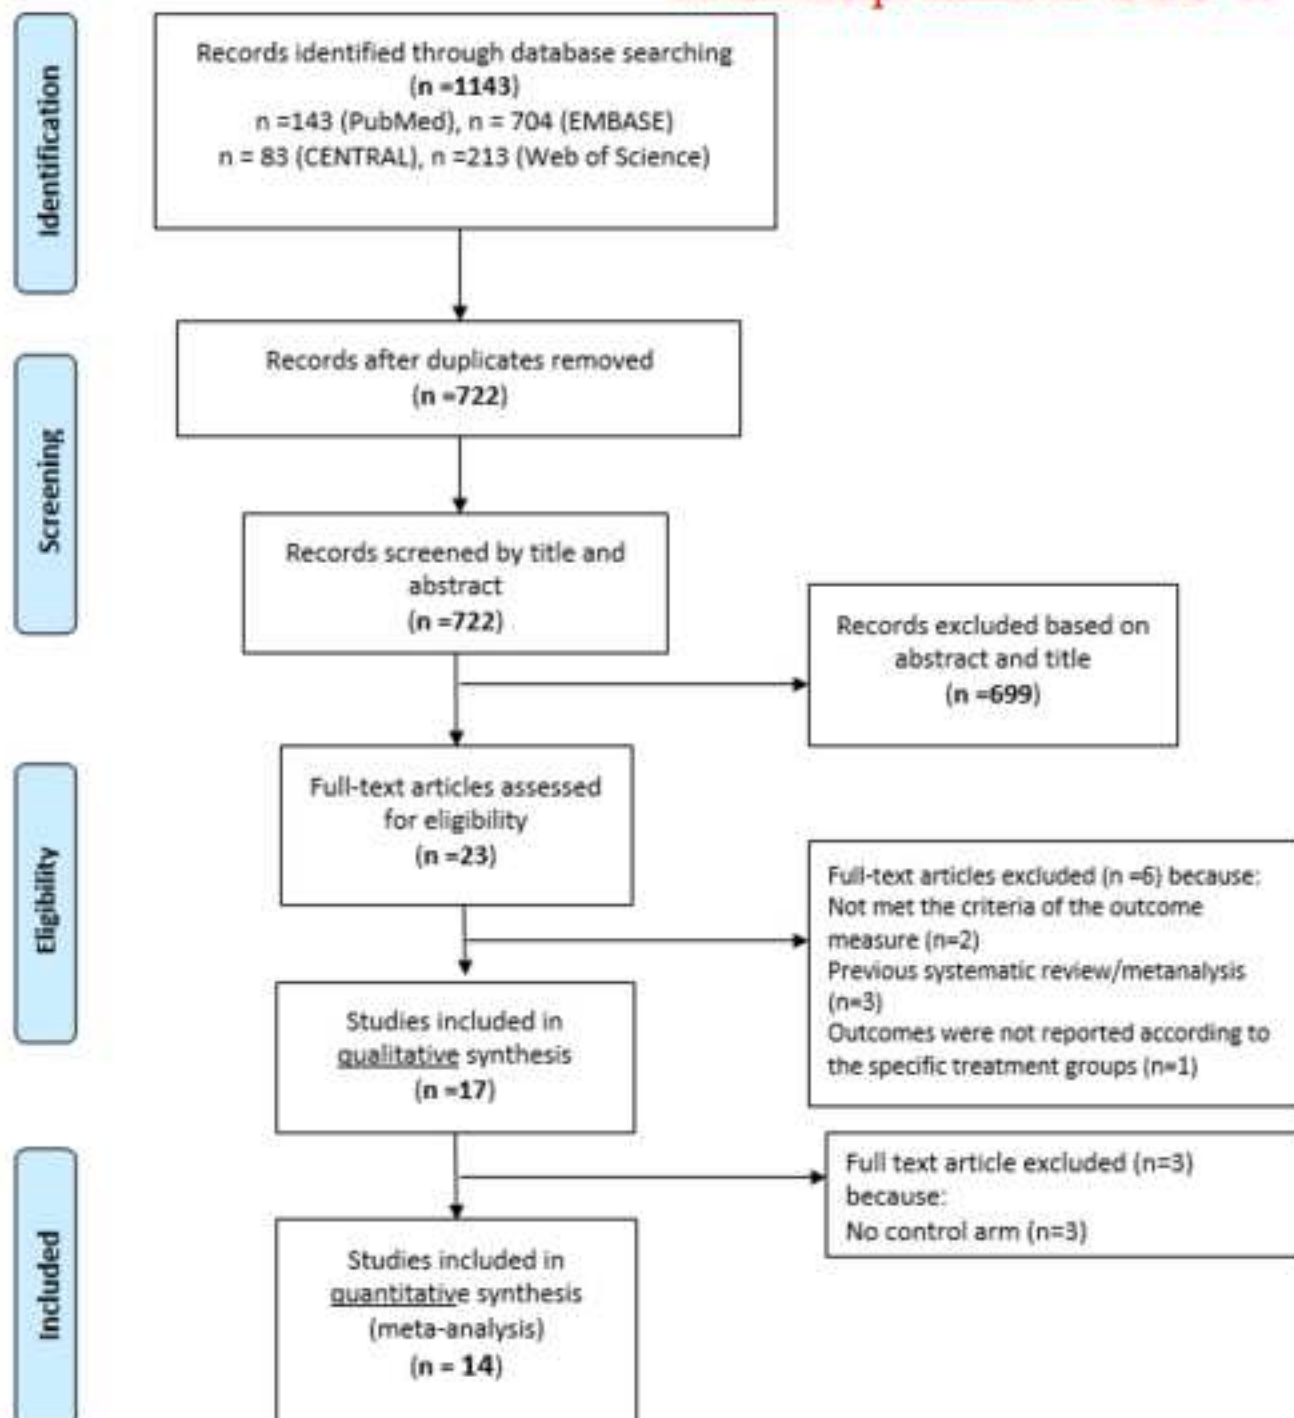 Identification
Records identified through database searching
(n =1143)
n =143 (PubMed), n = 704 (EMBASE)
n = 83 (CENTRAL), n =213 (Web of Science)
Screening
Records after duplicates removed
(n =722)
Records screened by title and
abstract
(n =722)
Records excluded based on
abstract and title
(n =699)
Eligibility
Full-text articles assessed
for eligibility
(n =23)
Full-text articles excluded (n =6) because:
Not met the criteria of the outcome
measure (n=2)
Previous systematic review/metanalysis
(n=3)
Outcomes were not reported according to
the specific treatment groups (n=1)
Studies included in
qualitative synthesis
(n =17)
Included
Full text article excluded (n=3)
because:
No control arm (n=3)
Studies included in
quantitative synthesis
(meta-analysis)
(n = 14)